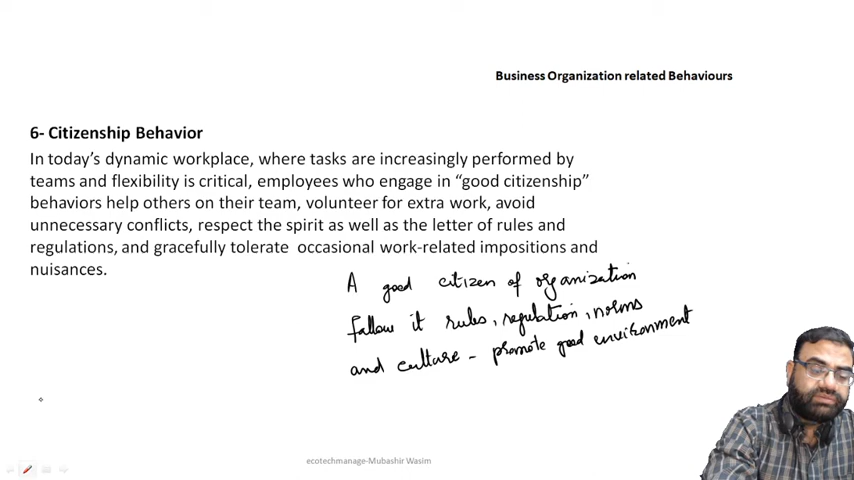 Business Organization related Behaviours
6- Citizenship Behavior
In today's dynamic workplace, where tasks are increasingly performed by
teams and flexibility is critical, employees who engage in "good citizenship"
behaviors help others on their team, volunteer for extra work, avoid
unnecessary conflicts, respect the spirit as well as the letter of rules and
regulations, and gracefully tolerate occasional work-related impositions and
nuisances.
A good citizen of organization
fallow it rules, regulation, norms
and culture - promote good environment
ecotechmanage-Mubashir Wasim